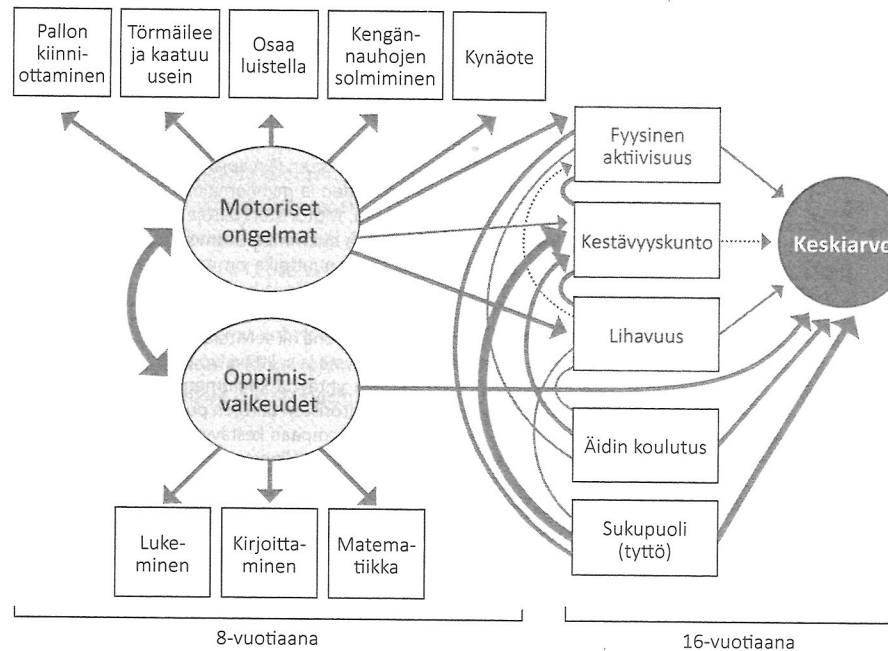 Pallon
kiinni-
ottaminen
Törmäilee
ja kaatuu
usein
Osaa
luistella
Kengän-
nauhojen
solmiminen
Kynäote
Fyysinen
aktiivisuus
Motoriset
ongelmat
Kestävyyskunto
Keskiarvo
Lihavuus
Oppimis-
vaikeudet
Äidin koulutus
Sukupuoli
(tyttö)
Luke-
minen
Kirjoitta-
minen
Matema-
tiikka
8-vuotiaana
16-vuotiaana